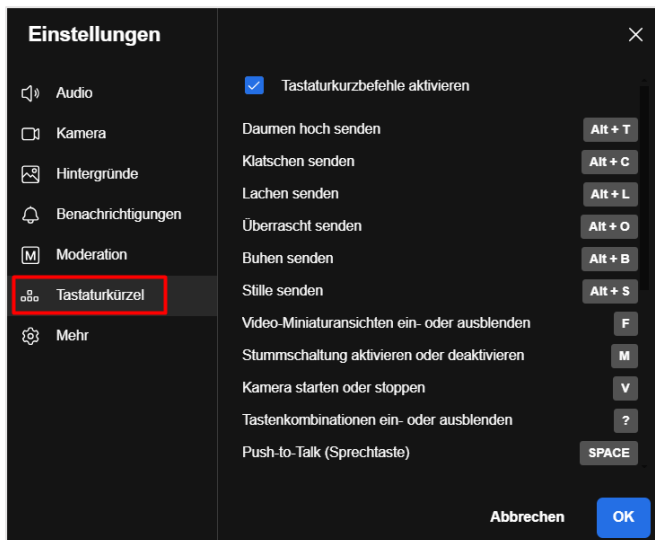 Einstellungen
Audio
Kamera
Hintergründe
Benachrichtigungen
M Moderation
Tastaturkürzel
Mehr
Tastaturkurzbefehle aktivieren
Daumen hoch senden Alt + T
Klatschen senden Alt + C
Lachen senden Alt + L
Überrascht senden Alt + O
Buhen senden Alt + B
Stille senden Alt + S
Video-Miniaturansichten ein- oder ausblenden F
Stummschaltung aktivieren oder deaktivieren M
Kamera starten oder stoppen V
Tastenkombinationen ein- oder ausblenden ?
Push-to-Talk (Sprechtaste) SPACE
Abbrechen OK